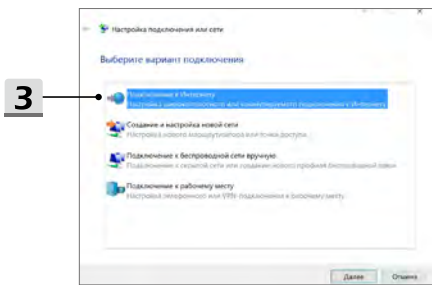 Настройка подключения или сети
Выберите вариант подключения
3
Подключение к Интернету
Настройка широкополосного или коммутируемого подключения к Интернету.
Создание и настройка новой сети
Настройка нового маршрутизатора или точки доступа.
Подключение к беспроводной сети вручную
Подключение к скрытой сети или создание нового профиля беспроводной связи
Подключение к рабочему месту
Настройка телефонного или VPN-подключения к рабочему месту.
Далее
Отмена